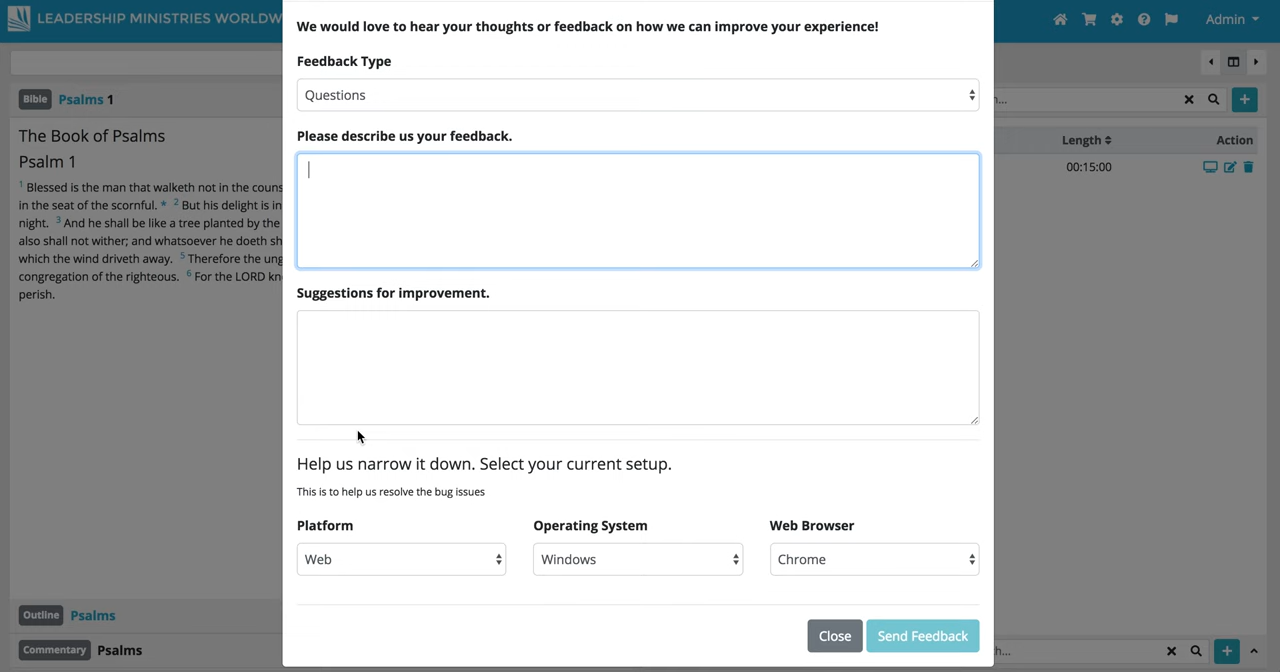 LEADERSHIP MINISTRIES WORLDW
Admin
We would love to hear your thoughts or feedback on how we can improve your experience!
Feedback Type
Questions
Please describe us your feedback.
Suggestions for improvement.
Help us narrow it down. Select your current setup.
This is to help us resolve the bug issues
Platform Operating System Web Browser
Web Windows Chrome
Close Send Feedback
Bible Psalms 1
The Book of Psalms
Psalm 1
1 Blessed is the man that walketh not in the couns
in the seat of the scornful. * 2 But his delight is in
night. 3 And he shall be like a tree planted by the
also shall not wither; and whatsoever he doeth sh
which the wind driveth away. 5 Therefore the ung
congregation of the righteous. 6 For the LORD kn
perish.
Outline Psalms
Commentary Psalms
Length Action
00:15:00